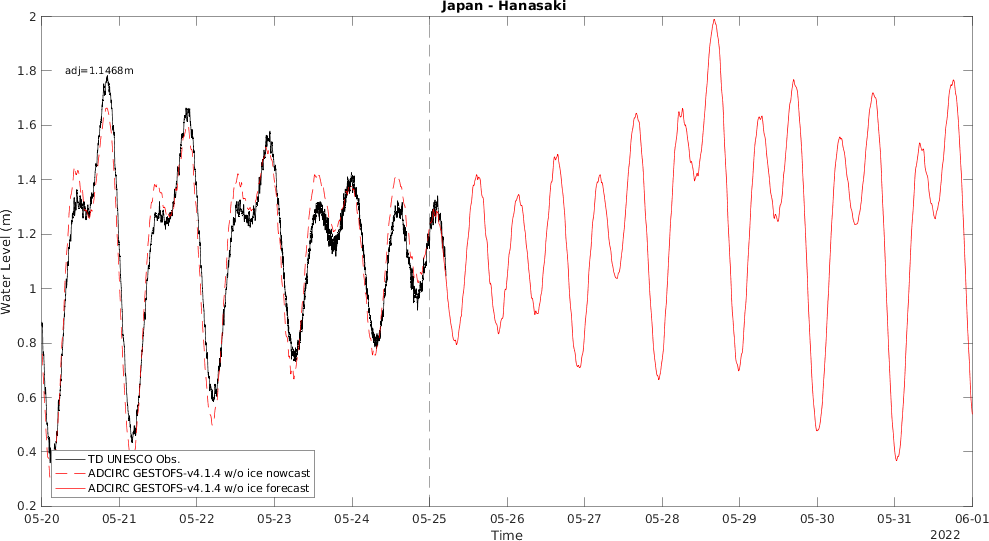 Japan - Hanasaki
2
1.8
1.6
1.4
1.2
1
0.8
0.6
0.4
0.2
Water Level (m)
adj=1.1468m
TD UNESCO Obs.
ADCIRC GESTOFS-v4.1.4 w/o ice nowcast
ADCIRC GESTOFS-v4.1.4 w/o ice forecast
05-20 05-21 05-22 05-23 05-24 05-25 05-26 05-27 05-28 05-29 05-30 05-31 06-01
Time
2022